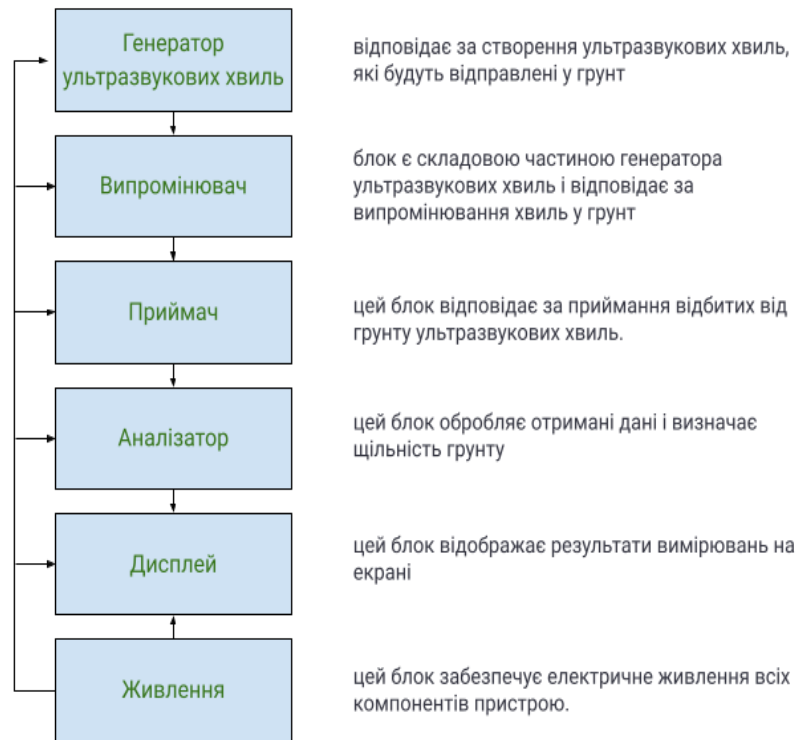 Генератор
ультразвукових хвиль
відповідає за створення ультразвукових хвиль,
які будуть відправлені у грунт
Випромінювач
блок є складовою частиною генератора
ультразвукових хвиль і відповідає за
випромінювання хвиль у грунт
Приймач
цей блок відповідає за приймання відбитих від
грунту ультразвукових хвиль.
Аналізатор
цей блок обробляє отримані дані і визначає
щільність грунту
Дисплей
цей блок відображає результати вимірювань на
екрані
Живлення
цей блок забезпечує електричне живлення всіх
компонентів пристрою.